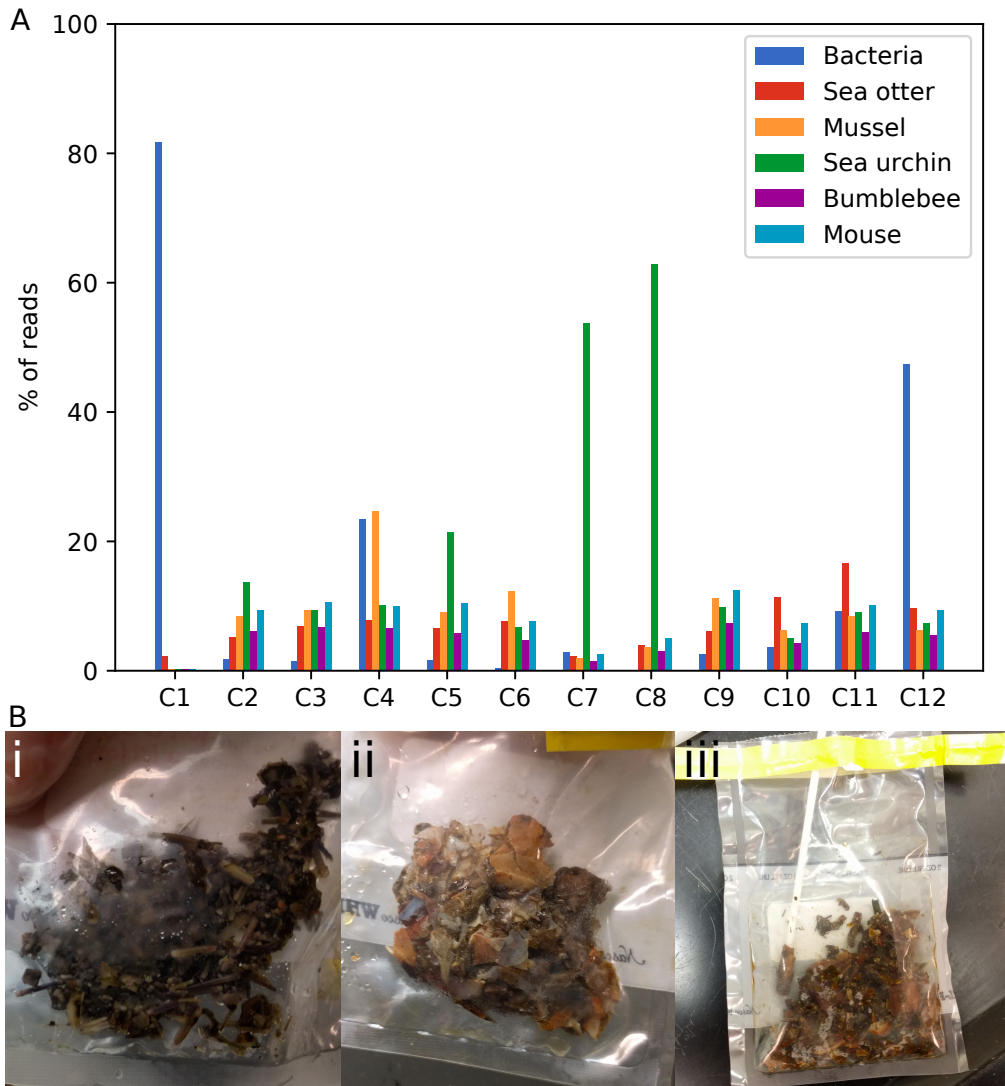 A
100
80
60
40
20
0
% of reads
Bacteria
Sea otter
Mussel
Sea urchin
Bumblebee
Mouse
C1 C2 C3 C4 C5 C6 C7 C8 C9 C10 C11 C12
B
i
ii
iii